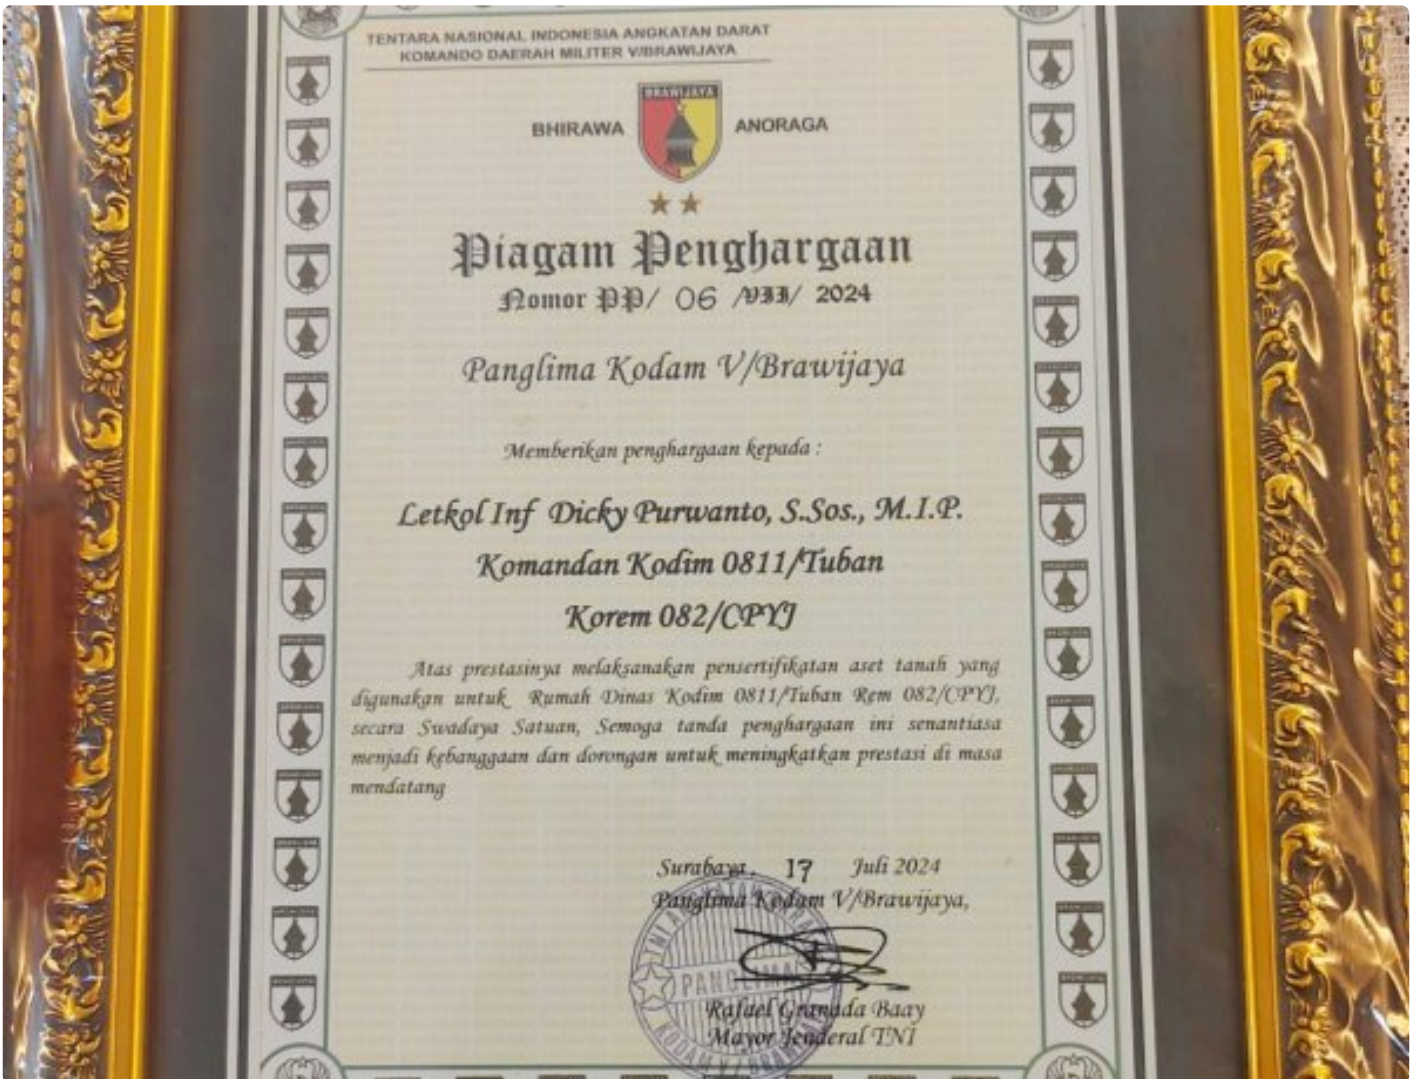 TENTARA NASIONAL INDONESIA ANGKATAN DARAT
KOMANDO DAERAH MILITER V/BRAWIJAYA
BRAWIJAYA
BHIRAWA ANORAGA
Piagam Penghargaan
Nomor PP/ 06 /VII/ 2024
Panglima Kodam V/Brawijaya
Memberikan penghargaan kepada :
Letkol Inf Dicky Purwanto, S.Sos., M.I.P.
Komandan Kodim 0811/Tuban
Korem 082/CPYJ
Atas prestasinya melaksanakan pensertifikatan aset tanah yang
digunakan untuk Rumah Dinas Kodim 0811/Tuban Rem 082/CPYJ,
secara Swadaya Satuan, Semoga tanda penghargaan ini senantiasa
menjadi kebanggaan dan dorongan untuk meningkatkan prestasi di masa
mendatang
Surabaya, 17 Juli 2024
Panglima Kodam V/Brawijaya,
PANGLIMA
Rafael Granada Baay
Mayor Jenderal TNI